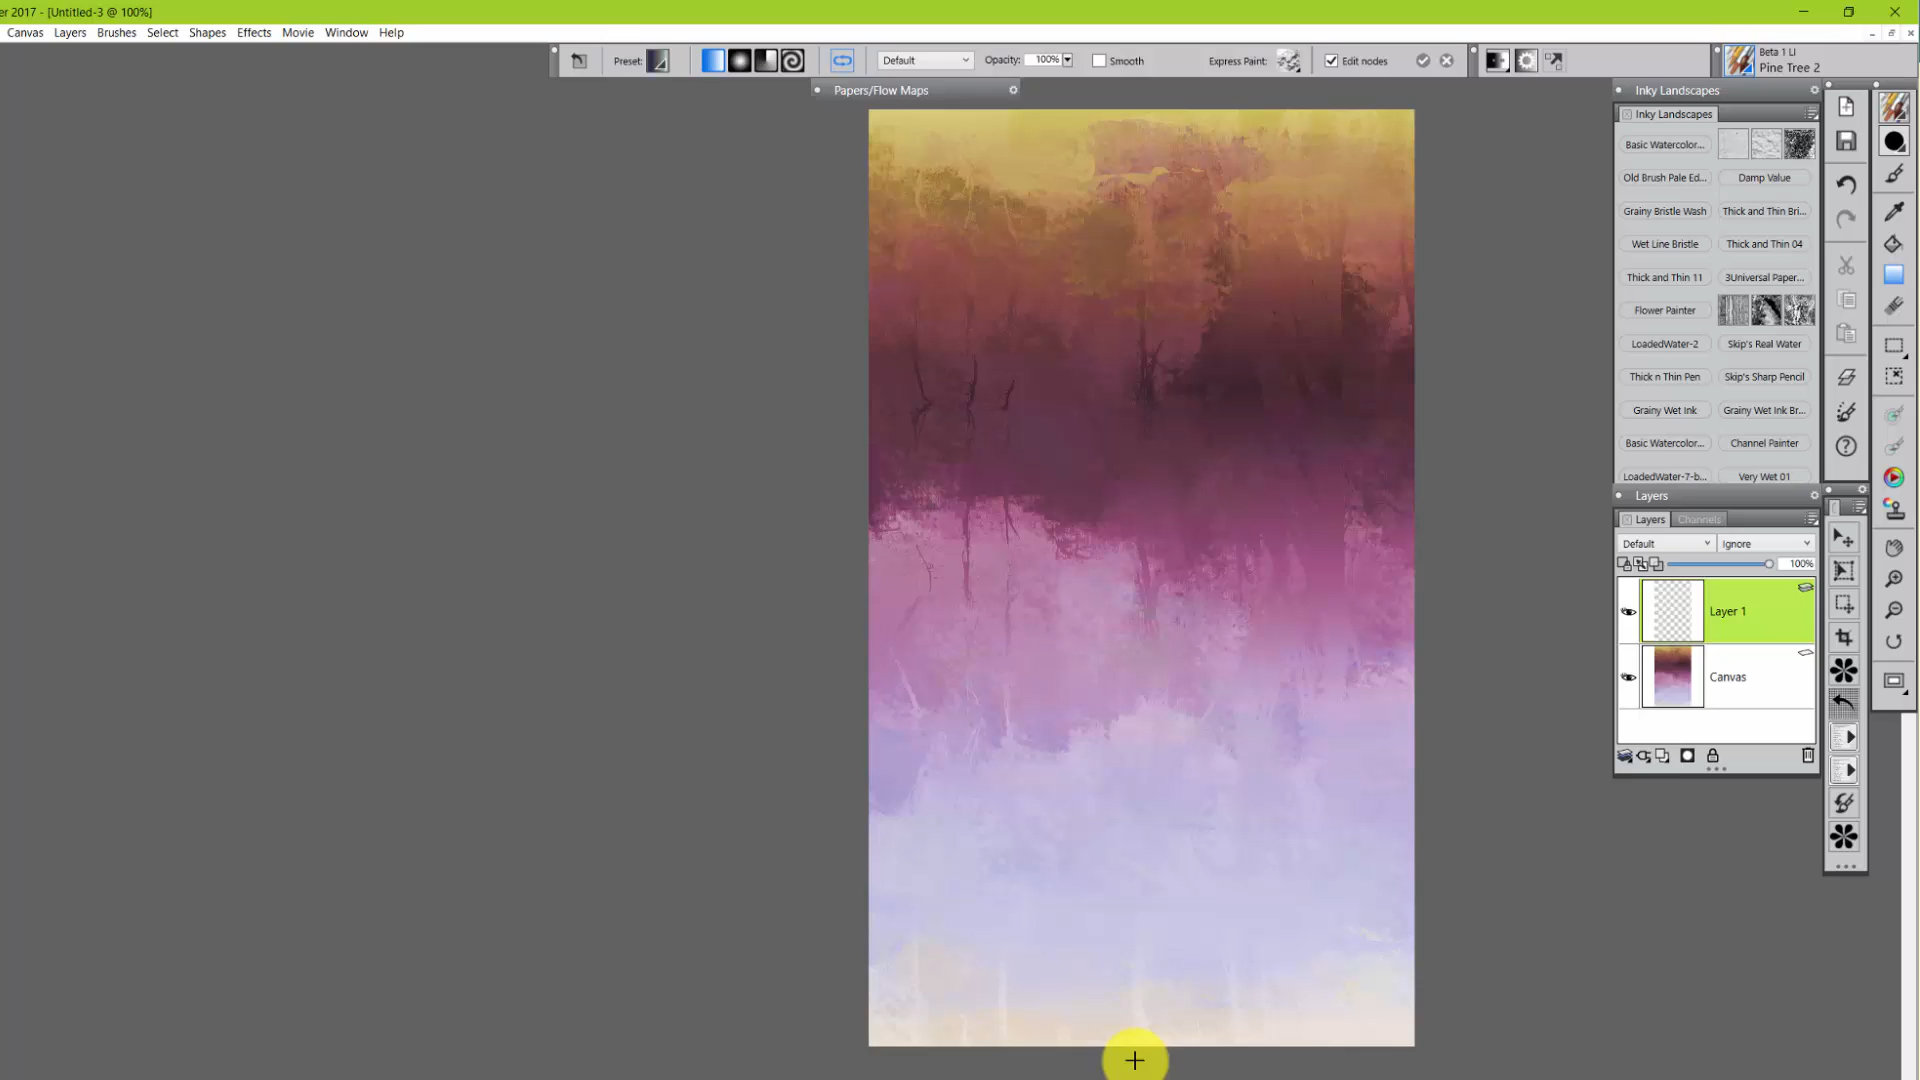 er 2017 - [Untitled-3 @ 100%]
Canvas Layers Brushes Select Shapes Effects Movie Window Help
Preset: Default Opacity: 100% Smooth Express Paint: Edit nodes
Beta 1 LI
Pine Tree 2
Papers/Flow Maps
Inky Landscapes
Inky Landscapes
Basic Watercolor...
Old Brush Pale Ed... Damp Value
Grainy Bristle Wash Thick and Thin Bri...
Wet Line Bristle Thick and Thin 04
Thick and Thin 11 3Universal Paper...
Flower Painter
LoadedWater-2 Skip's Real Water
Thick n Thin Pen Skip's Sharp Pencil
Grainy Wet Ink Grainy Wet Ink Br...
Basic Watercolor... Channel Painter
LoadedWater-7-b... Very Wet 01
Layers
Layers Channels
Default Ignore
100%
Layer 1
Canvas